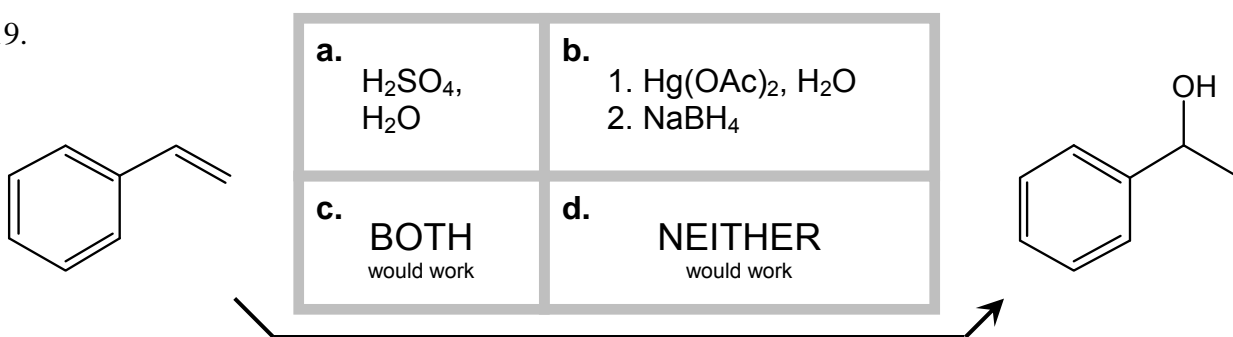 9.
a.
H₂SO₄,
H₂O
b.
1. Hg(OAc)₂, H₂O
2. NaBH₄
OH
c.
BOTH
would work
d.
NEITHER
would work